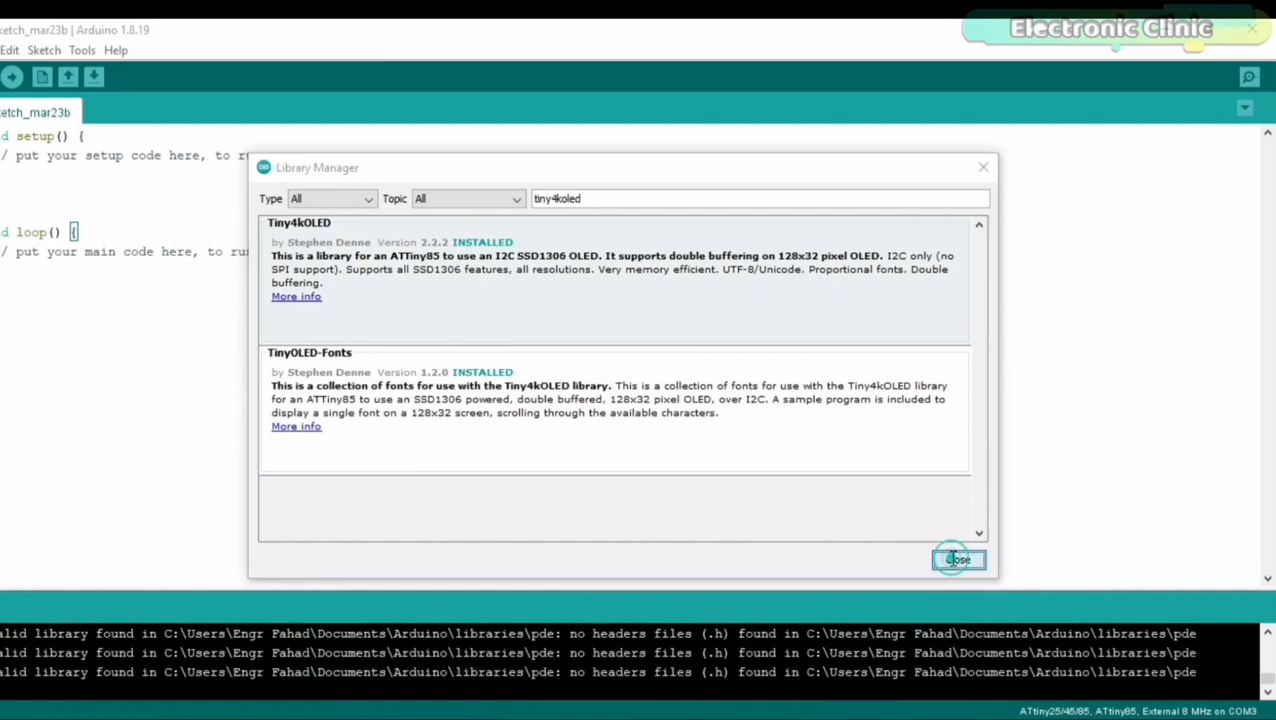 ketch_mar23b | Arduino 1.8.19
Electronic Clinic
Edit Sketch Tools Help
ketch_mar23b
d setup() {
// put your setup code here, to r
Library Manager
Type All Topic All tiny4koled
Tiny4kOLED
by Stephen Denne Version 2.2.2 INSTALLED
This is a library for an ATTiny85 to use an I2C SSD1306 OLED. It supports double buffering on 128x32 pixel OLED. I2C only (no
SPI support). Supports all SSD1306 features, all resolutions. Very memory efficient. UTF-8/Unicode. Proportional fonts. Double
buffering.
More info
d loop() {
// put your main code here, to ru
TinyOLED-Fonts
by Stephen Denne Version 1.2.0 INSTALLED
This is a collection of fonts for use with the Tiny4kOLED library. This is a collection of fonts for use with the Tiny4kOLED library
for an ATTiny85 to use an SSD1306 powered, double buffered, 128x32 pixel OLED, over I2C. A sample program is included to
display a single font on a 128x32 screen, scrolling through the available characters.
More info
Close
alid library found in C:\Users\Engr Fahad\Documents\Arduino\libraries\pde: no headers files (.h) found in C:\Users\Engr Fahad\Documents\Arduino\libraries\pde
alid library found in C:\Users\Engr Fahad\Documents\Arduino\libraries\pde: no headers files (.h) found in C:\Users\Engr Fahad\Documents\Arduino\libraries\pde
alid library found in C:\Users\Engr Fahad\Documents\Arduino\libraries\pde: no headers files (.h) found in C:\Users\Engr Fahad\Documents\Arduino\libraries\pde
ATtiny25/45/85, ATtiny85, External 8 MHz on COM3